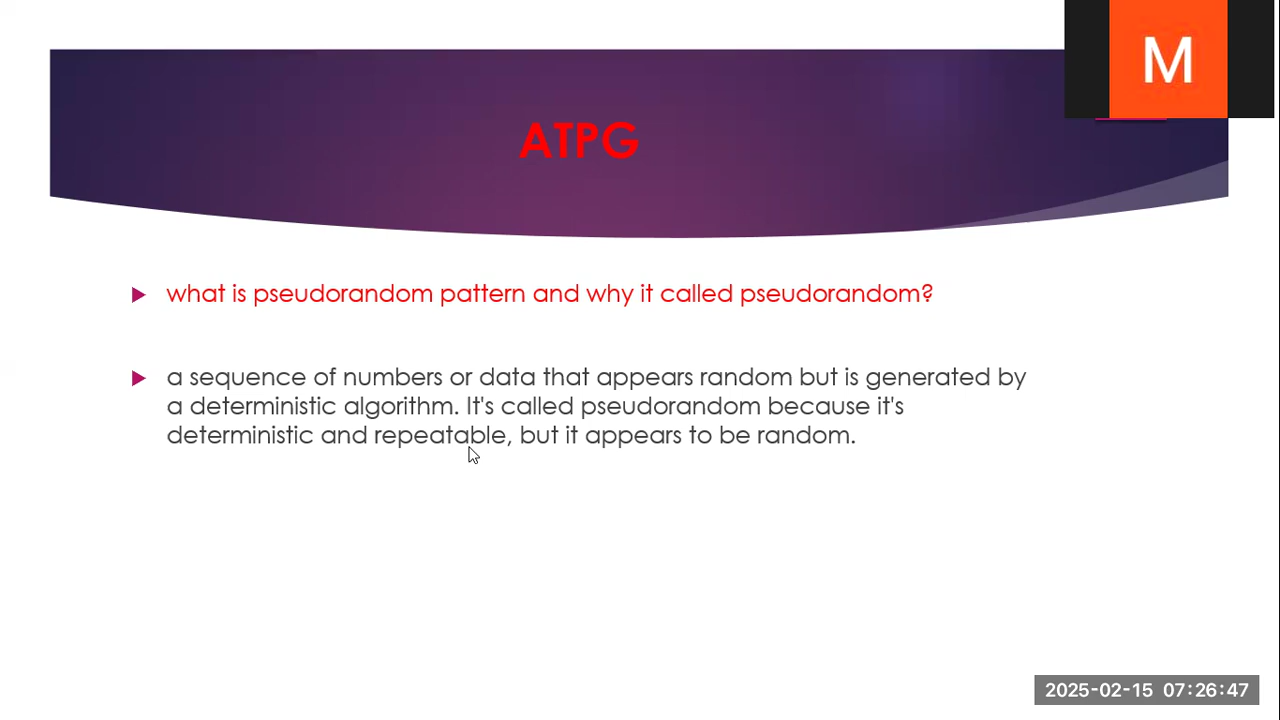 M
ATPG
what is pseudorandom pattern and why it called pseudorandom?
a sequence of numbers or data that appears random but is generated by
a deterministic algorithm. It's called pseudorandom because it's
deterministic and repeatable, but it appears to be random.
2025-02-15 07:26:47